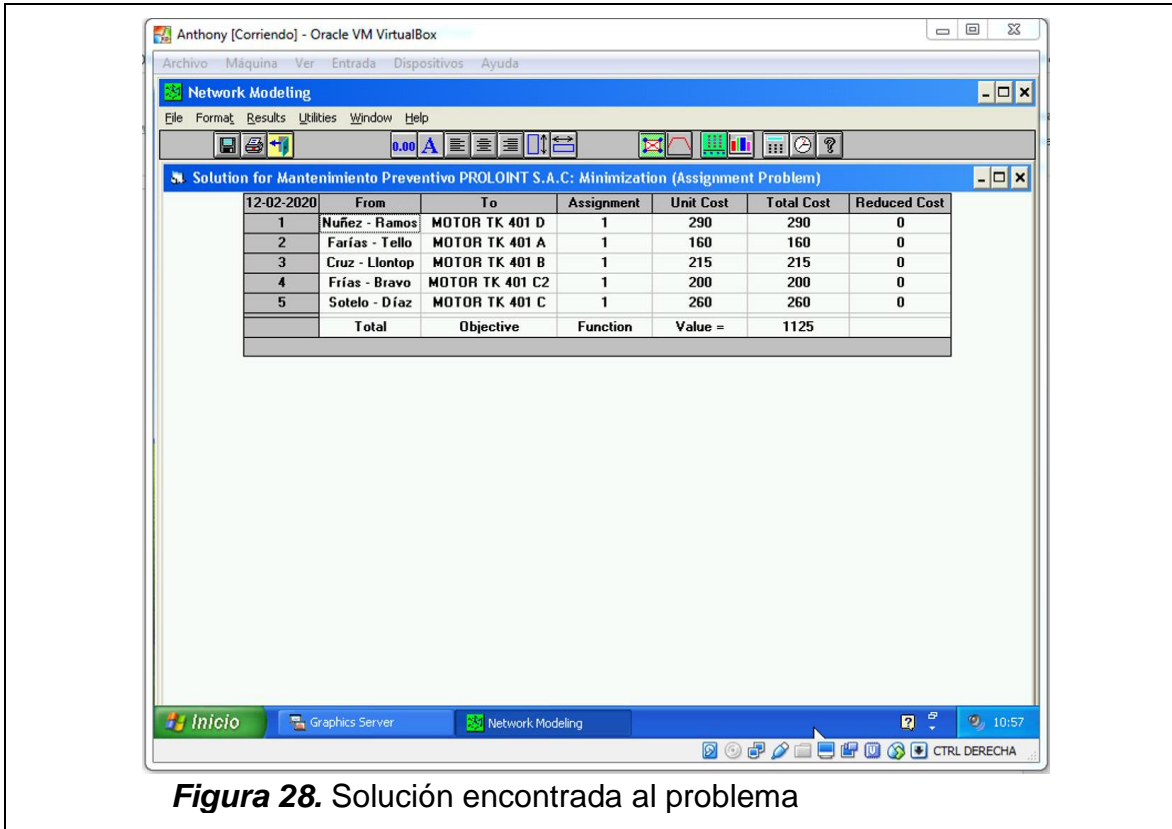 Anthony [Corriendo] - Oracle VM VirtualBox
Archivo Máquina Ver Entrada Dispositivos Ayuda
Network Modeling
File Format Results Utilities Window Help
0.00 A
Solution for Mantenimiento Preventivo PROLOINT S.A.C: Minimization (Assignment Problem)
12-02-2020 From To Assignment Unit Cost Total Cost Reduced Cost
1 Nuñez - Ramos MOTOR TK 401 D 1 290 290 0
2 Farías - Tello MOTOR TK 401 A 1 160 160 0
3 Cruz - Llontop MOTOR TK 401 B 1 215 215 0
4 Frías - Bravo MOTOR TK 401 C2 1 200 200 0
5 Sotelo - Díaz MOTOR TK 401 C 1 260 260 0
Total Objective Function Value = 1125
Inicio Graphics Server Network Modeling 10:57
CTRL DERECHA
Figura 28. Solución encontrada al problema